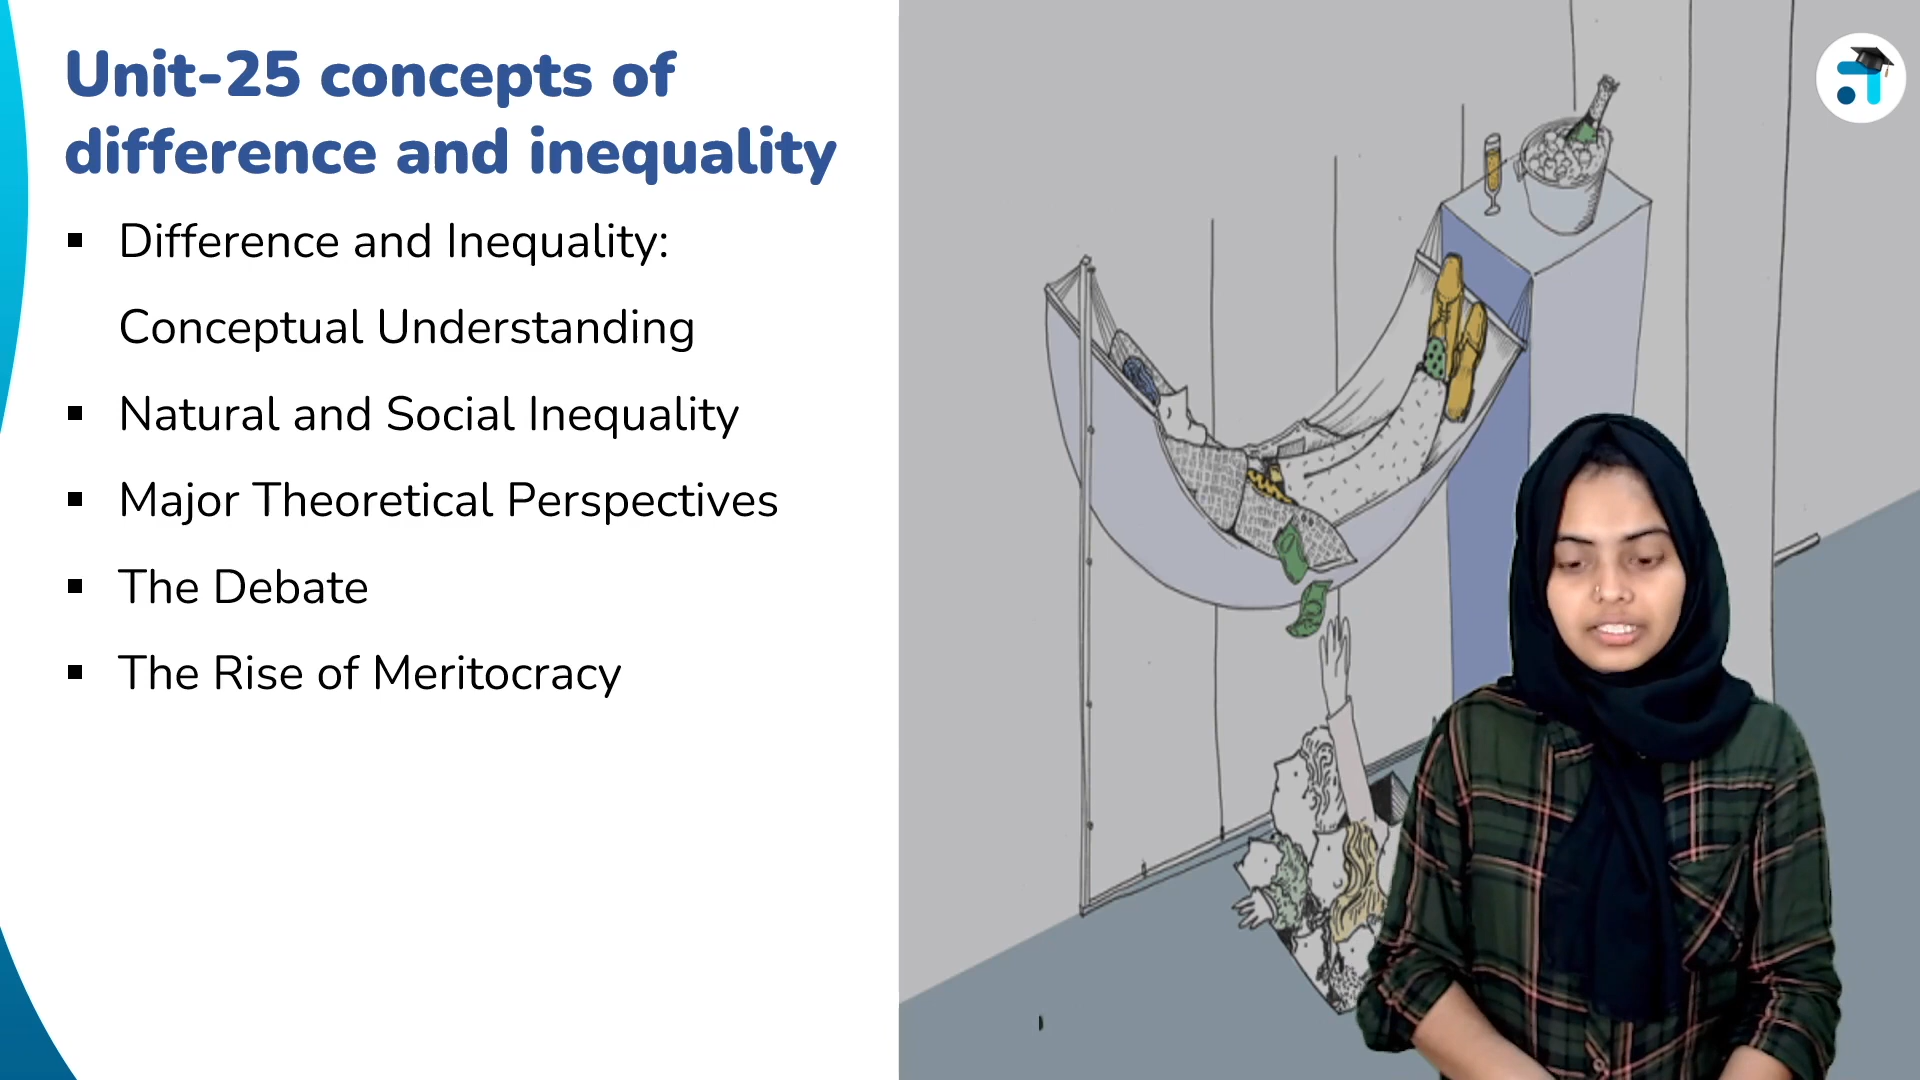 Unit-25 concepts of
difference and inequality
▪ Difference and Inequality:
Conceptual Understanding
▪ Natural and Social Inequality
▪ Major Theoretical Perspectives
▪ The Debate
▪ The Rise of Meritocracy